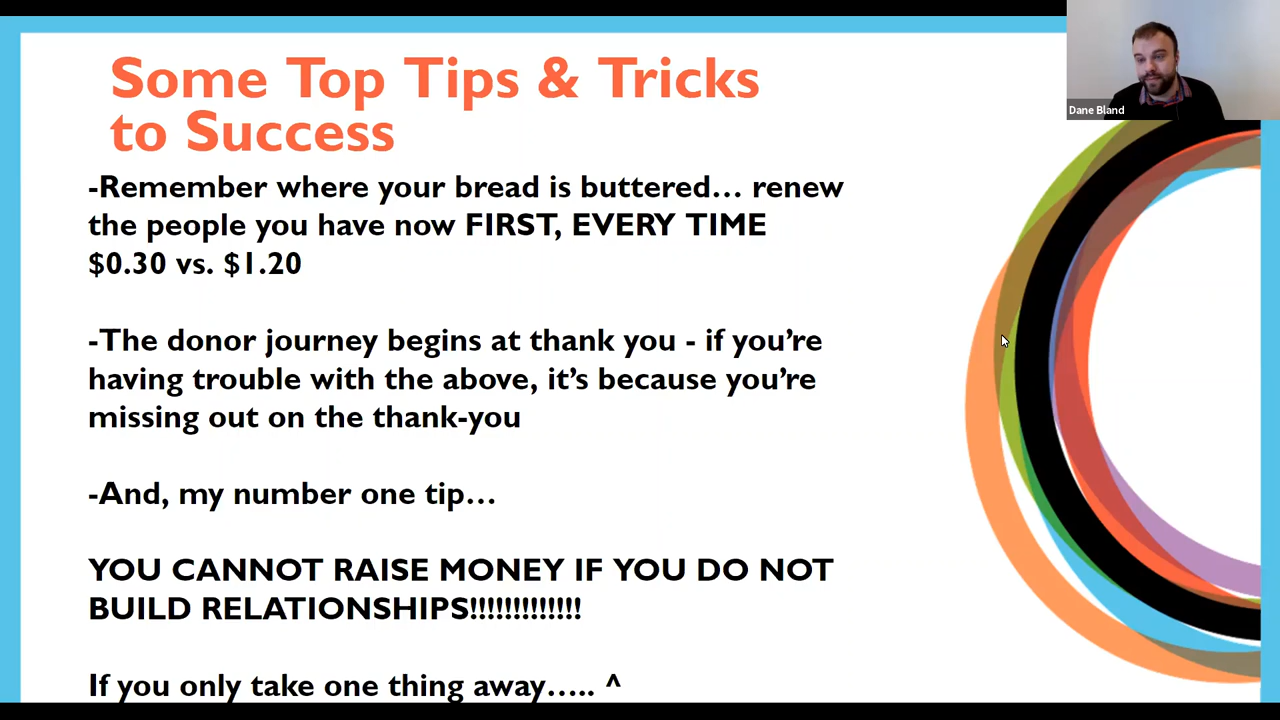 Some Top Tips & Tricks
to Success
Dane Bland
-Remember where your bread is buttered… renew
the people you have now FIRST, EVERY TIME
$0.30 vs. $1.20
-The donor journey begins at thank you - if you’re
having trouble with the above, it’s because you’re
missing out on the thank-you
-And, my number one tip…
YOU CANNOT RAISE MONEY IF YOU DO NOT
BUILD RELATIONSHIPS!!!!!!!!!!!!!
If you only take one thing away….. ^